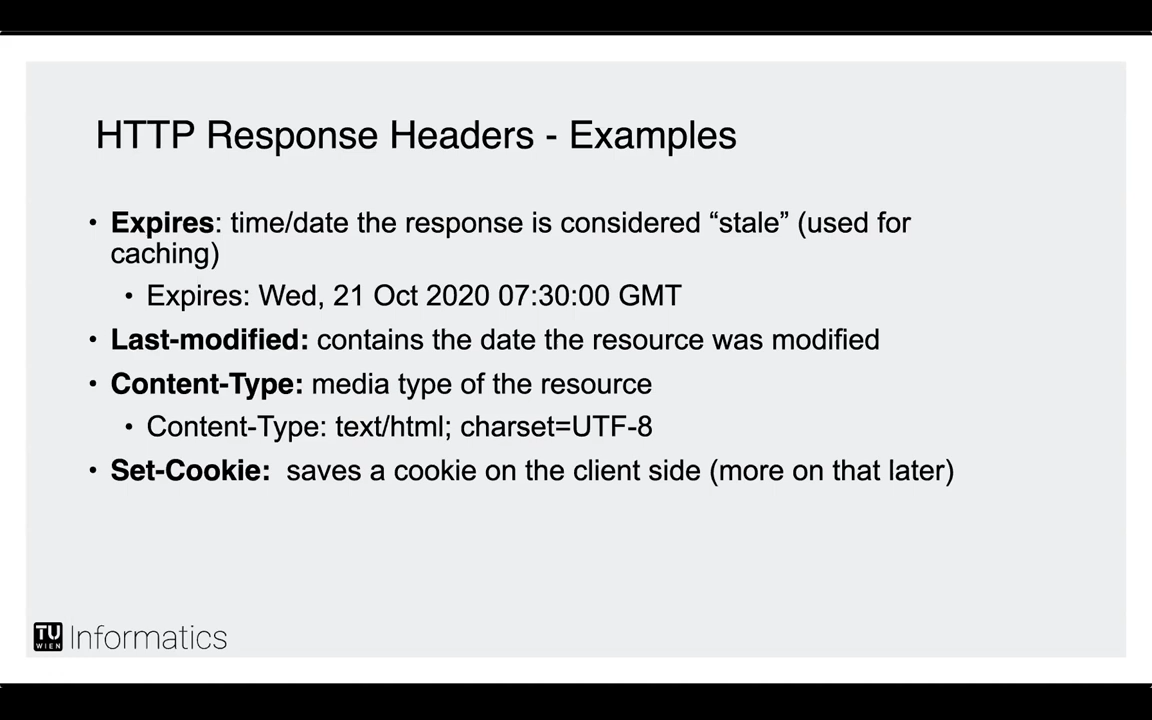 HTTP Response Headers - Examples
• Expires: time/date the response is considered “stale” (used for
caching)
• Expires: Wed, 21 Oct 2020 07:30:00 GMT
• Last-modified: contains the date the resource was modified
• Content-Type: media type of the resource
• Content-Type: text/html; charset=UTF-8
• Set-Cookie:  saves a cookie on the client side (more on that later)
TU
WIEN
Informatics